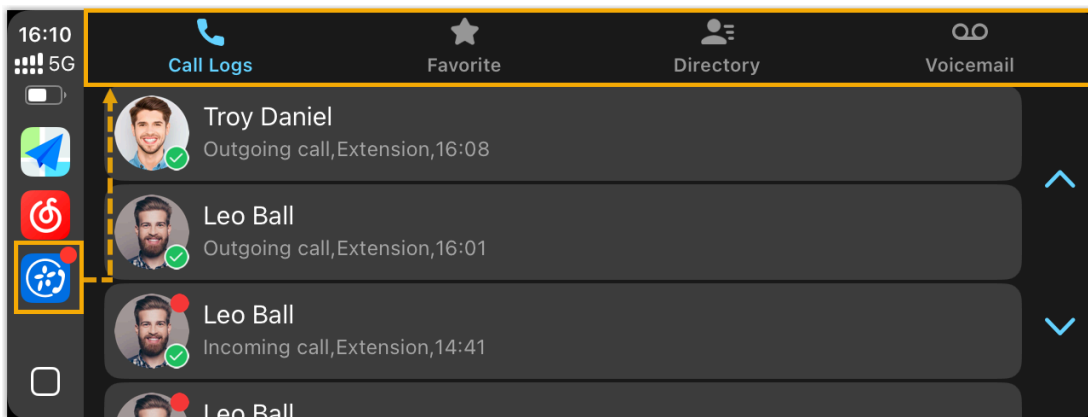 16:10
5G
Call Logs
Favorite
Directory
Voicemail
Troy Daniel
Outgoing call,Extension,16:08
Leo Ball
Outgoing call,Extension,16:01
Leo Ball
Incoming call,Extension,14:41
Leo Ball